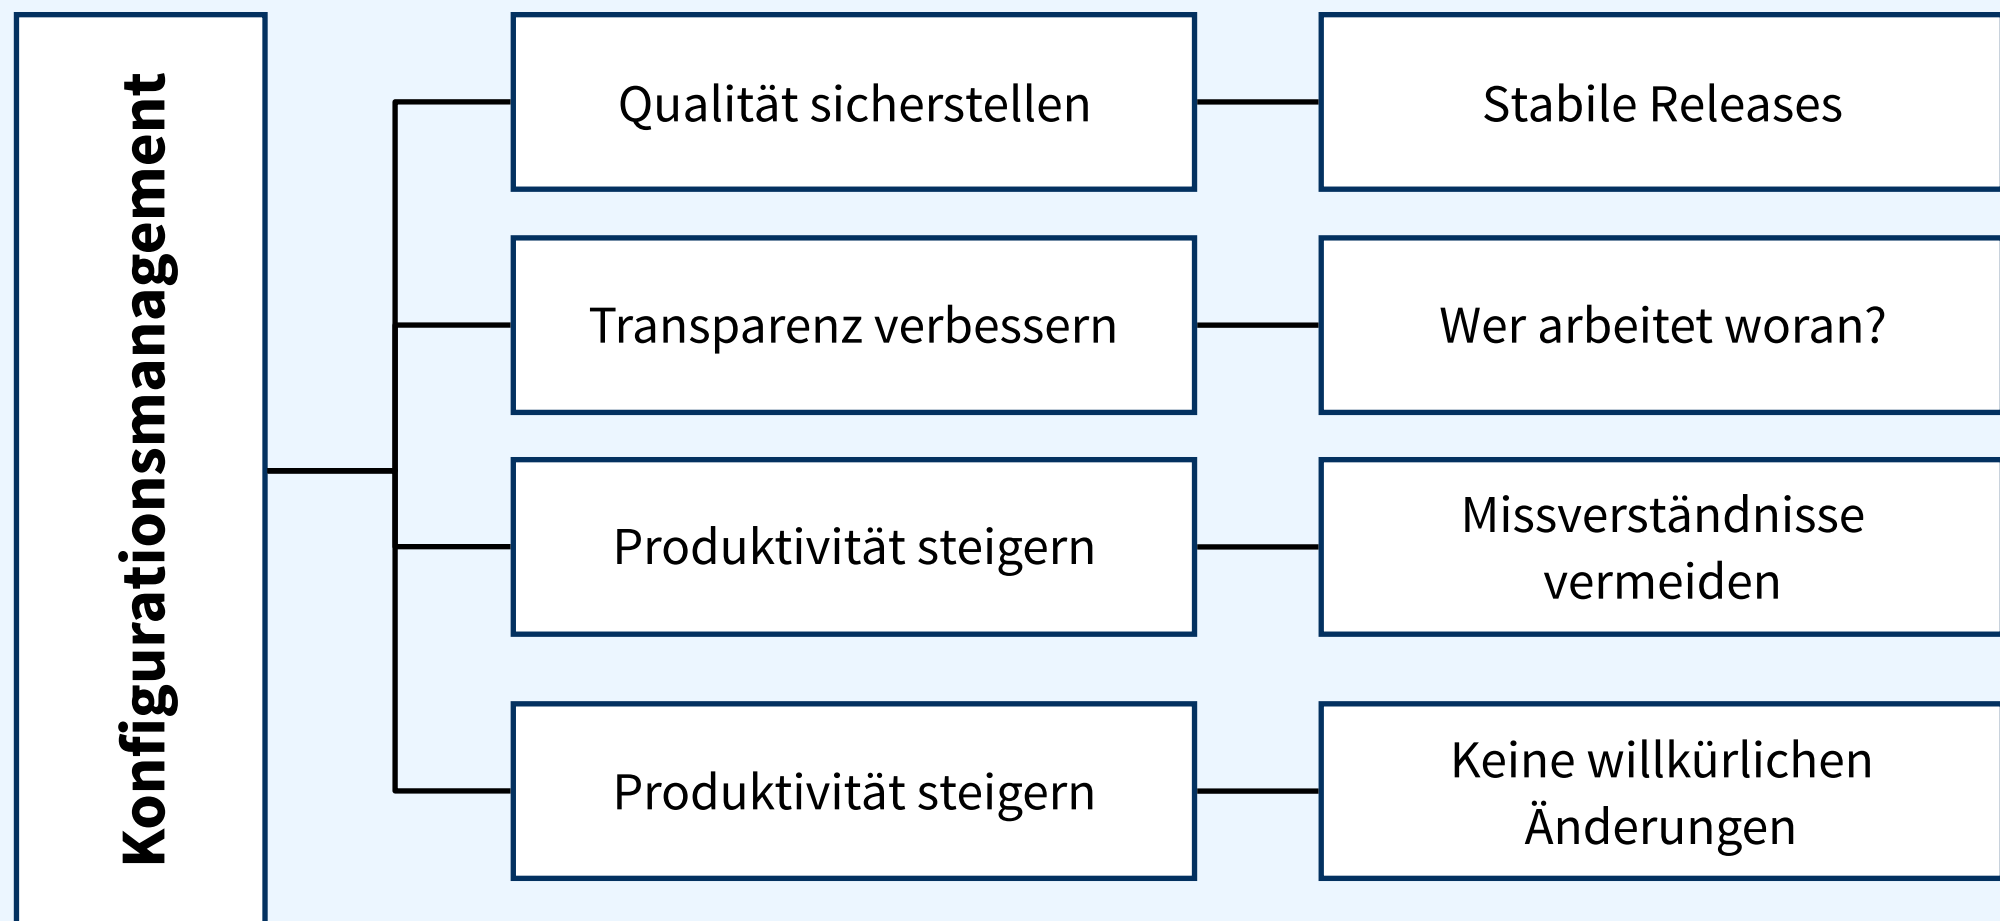 Konfigurationsmanagement
Qualität sicherstellen
Stabile Releases
Transparenz verbessern
Wer arbeitet woran?
Produktivität steigern
Missverständnisse
vermeiden
Produktivität steigern
Keine willkürlichen
Änderungen